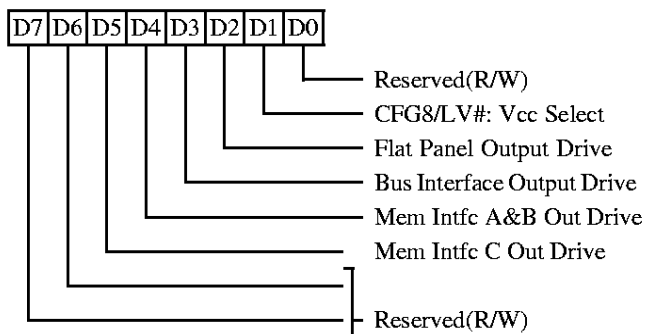 D7 D6 D5 D4 D3 D2 D1 D0
Reserved(R/W)
CFG8/LV#: Vcc Select
Flat Panel Output Drive
Bus Interface Output Drive
Mem Intfc A&B Out Drive
Mem Intfc C Out Drive
Reserved(R/W)